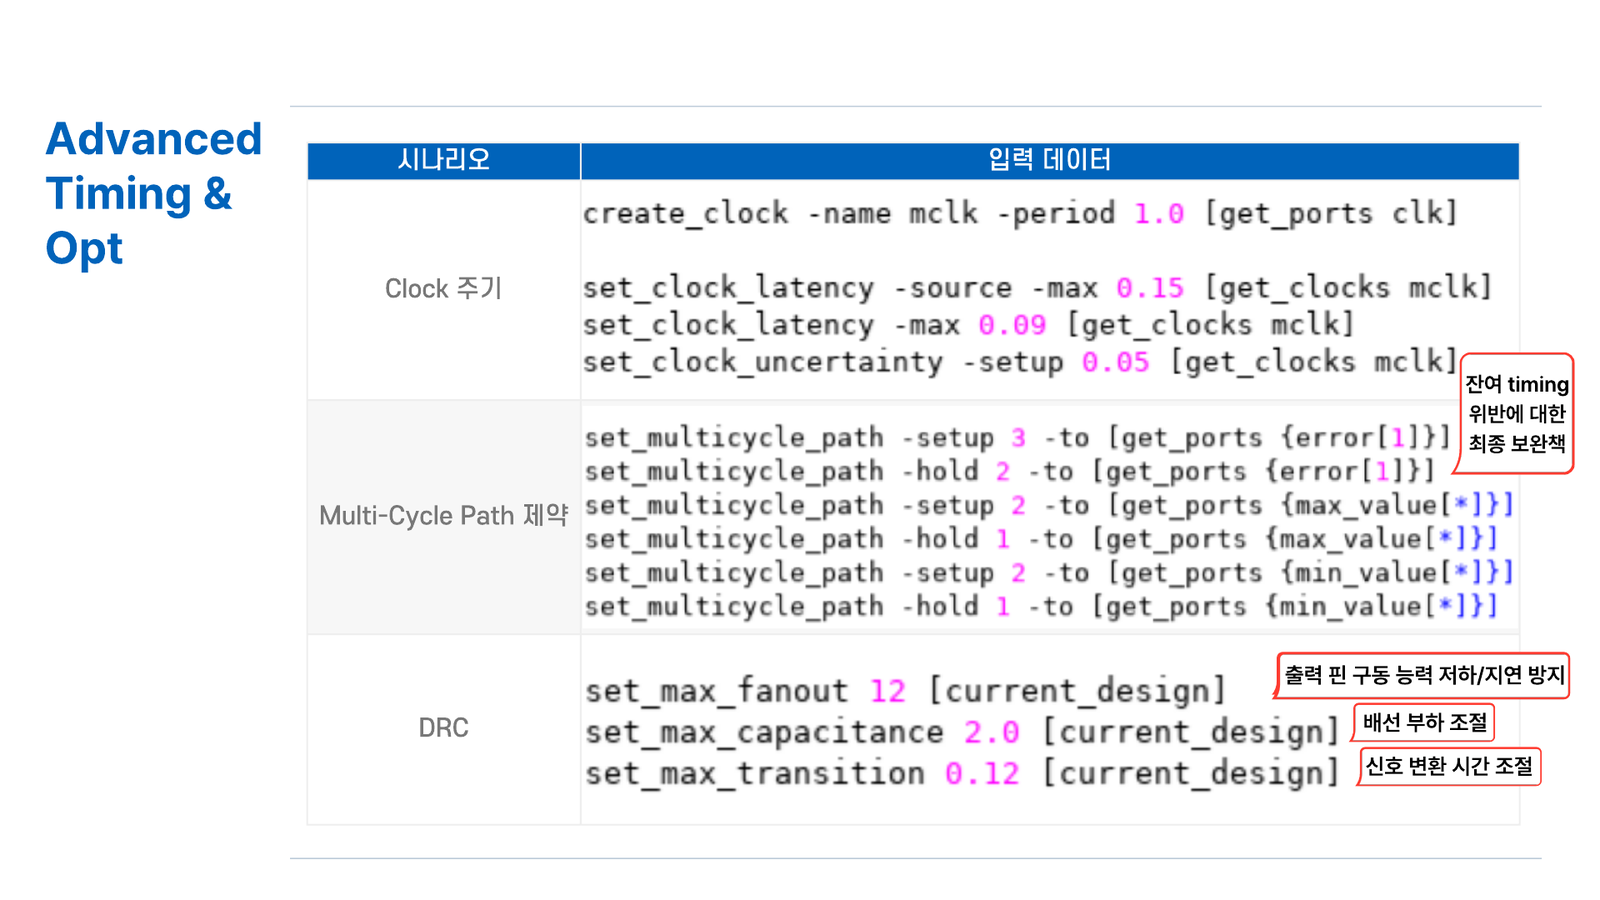 Advanced
Timing &
Opt
시나리오
입력 데이터
Clock 주기
create_clock -name mclk -period 1.0 [get_ports clk]
set_clock_latency -source -max 0.15 [get_clocks mclk]
set_clock_latency -max 0.09 [get_clocks mclk]
set_clock_uncertainty -setup 0.05 [get_clocks mclk]
잔여 timing
위반에 대한
최종 보완책
Multi-Cycle Path 제약
set_multicycle_path -setup 3 -to [get_ports {error[1]}]
set_multicycle_path -hold 2 -to [get_ports {error[1]}]
set_multicycle_path -setup 2 -to [get_ports {max_value[*]}]
set_multicycle_path -hold 1 -to [get_ports {max_value[*]}]
set_multicycle_path -setup 2 -to [get_ports {min_value[*]}]
set_multicycle_path -hold 1 -to [get_ports {min_value[*]}]
DRC
set_max_fanout 12 [current_design]
출력 핀 구동 능력 저하/지연 방지
set_max_capacitance 2.0 [current_design]
배선 부하 조절
set_max_transition 0.12 [current_design]
신호 변환 시간 조절